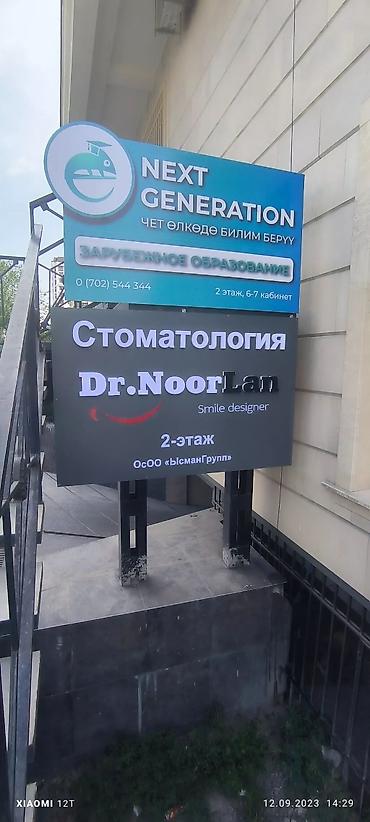 NEXT
GENERATION
ЧЕТ ӨЛКӨДӨ БИЛИМ БЕРҮҮ
ЗАРУБЕЖНОЕ ОБРАЗОВАНИЕ
0 (702) 544 344
2 этаж, 6-7 кабинет
Стоматология
Dr.NoorLan
Smile designer
2-этаж
ОсОО «ЫсманГрупп»
XIAOMI 12T
12.09.2023 14:29